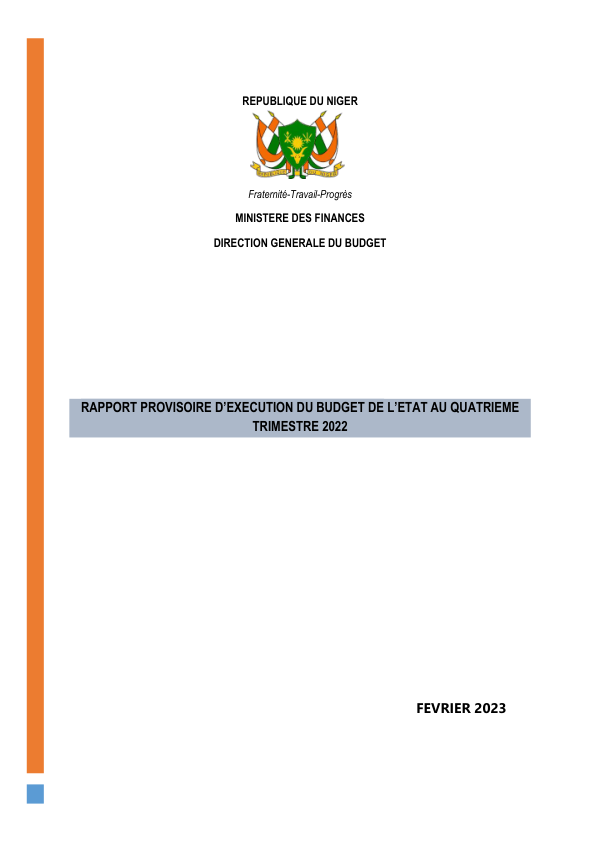 REPUBLIQUE DU NIGER
Fraternité-Travail-Progrès
MINISTERE DES FINANCES
DIRECTION GENERALE DU BUDGET
RAPPORT PROVISOIRE D’EXECUTION DU BUDGET DE L’ETAT AU QUATRIEME
TRIMESTRE 2022
FEVRIER 2023